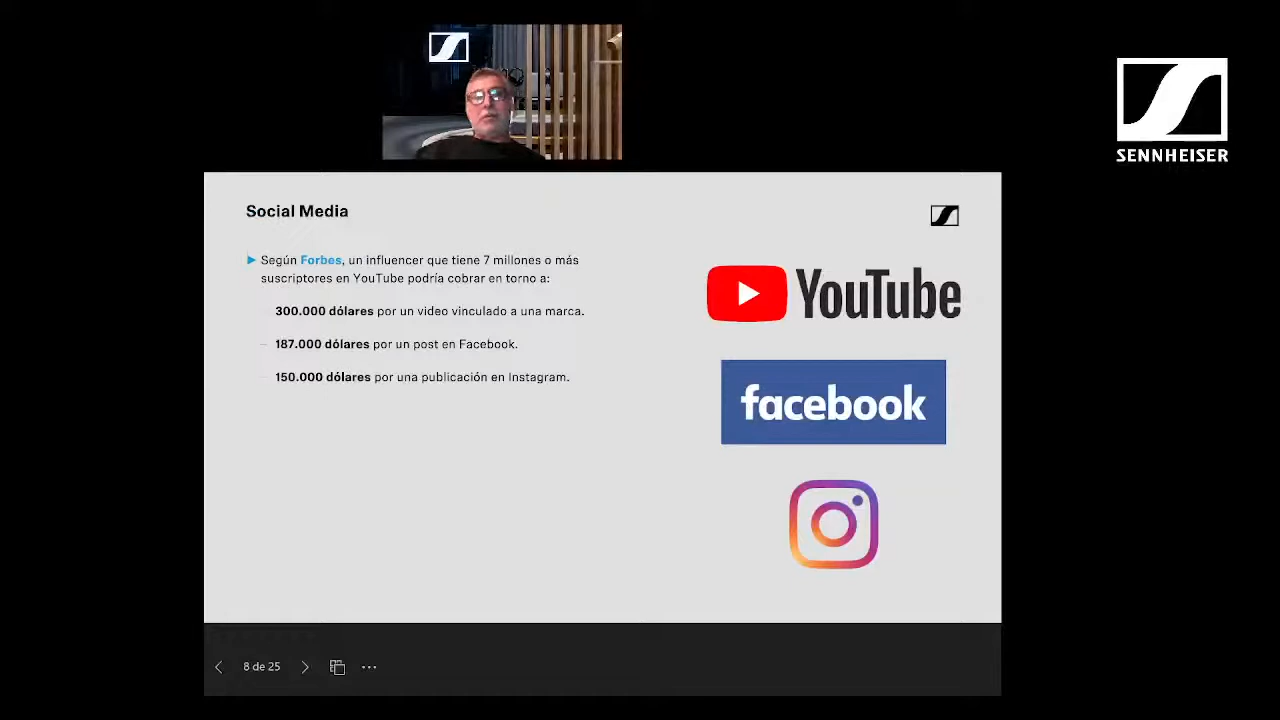 SENNHEISER
Social Media
Según Forbes, un influencer que tiene 7 millones o más
suscriptores en YouTube podría cobrar en torno a:
300.000 dólares por un video vinculado a una marca.
– 187.000 dólares por un post en Facebook.
– 150.000 dólares por una publicación en Instagram.
YouTube
facebook
8 de 25